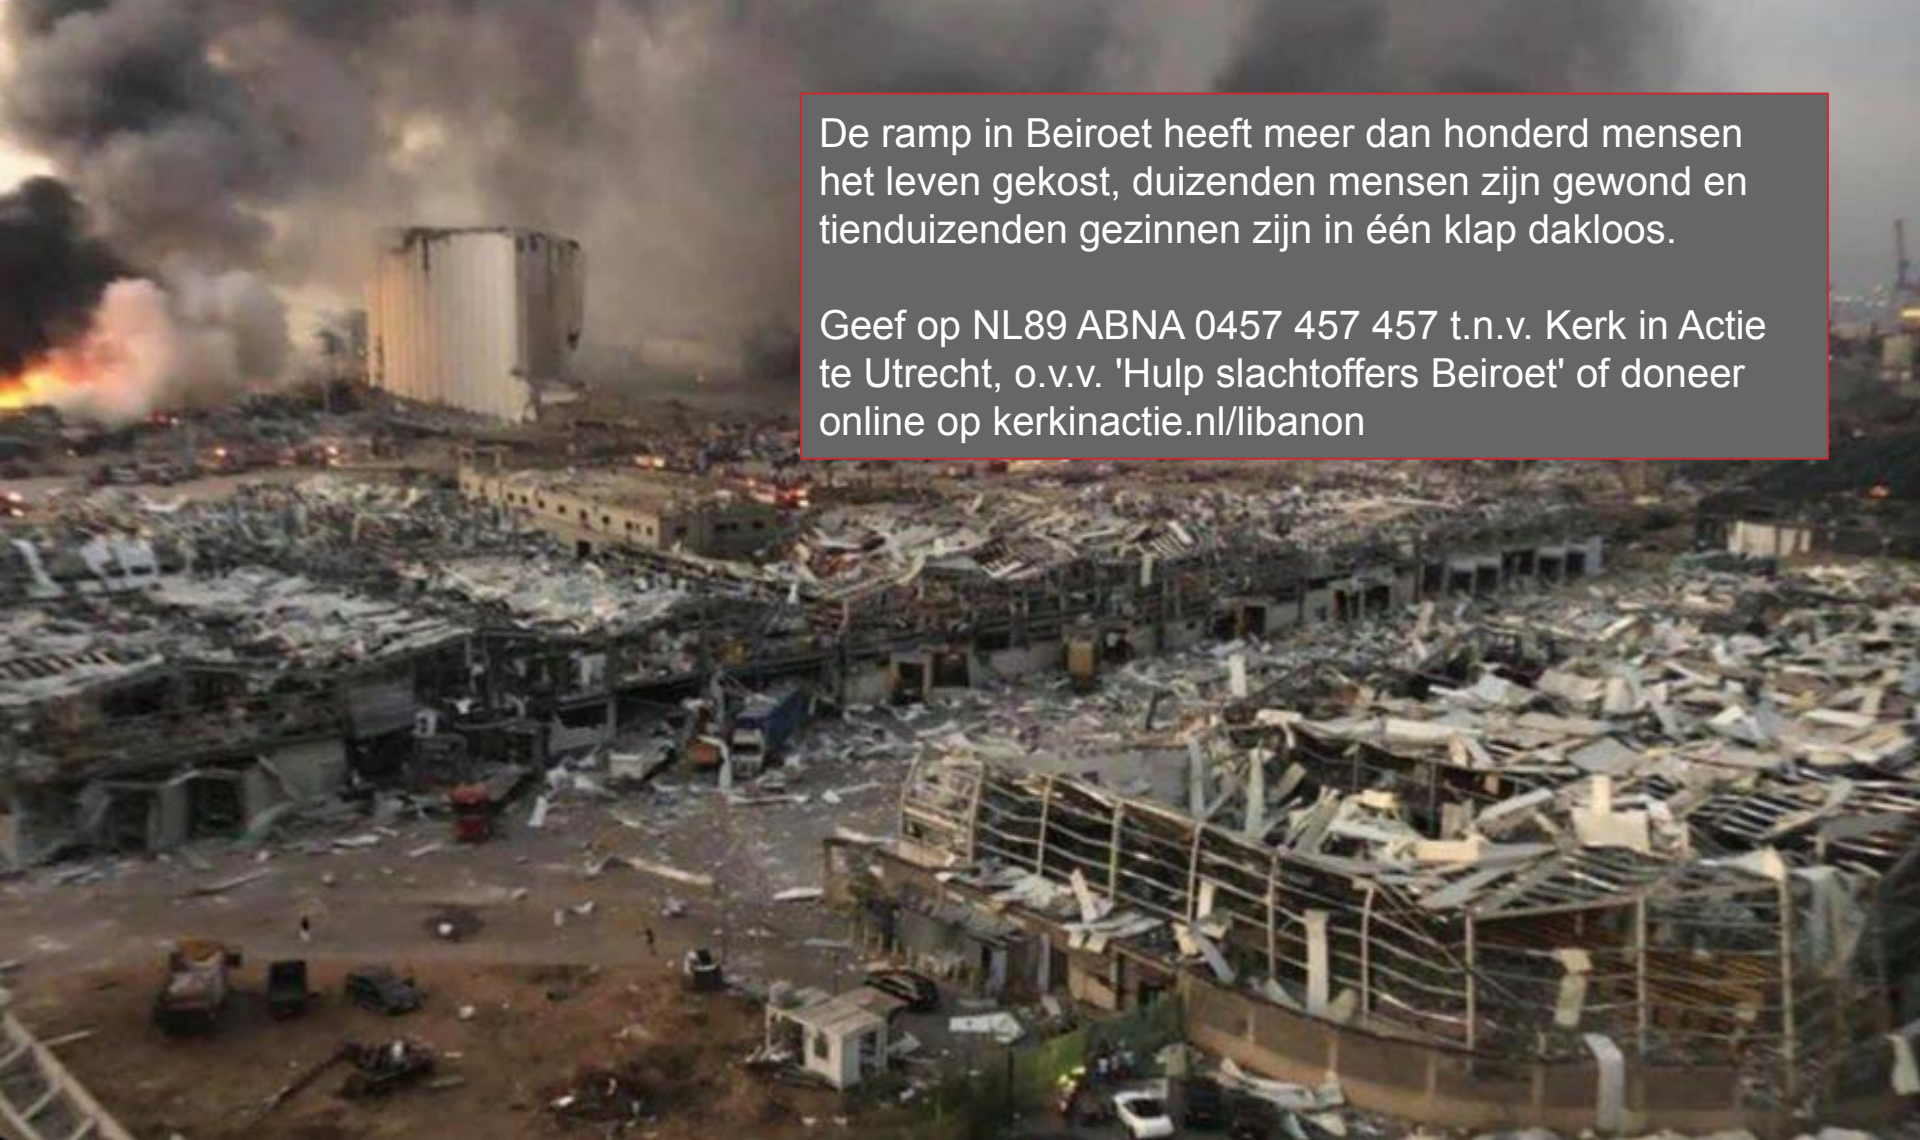 De ramp in Beiroet heeft meer dan honderd mensen
het leven gekost, duizenden mensen zijn gewond en
tienduizenden gezinnen zijn in één klap dakloos.
Geef op NL89 ABNA 0457 457 457 t.n.v. Kerk in Actie
te Utrecht, o.v.v. 'Hulp slachtoffers Beiroet' of doneer
online op kerkinactie.nl/libanon